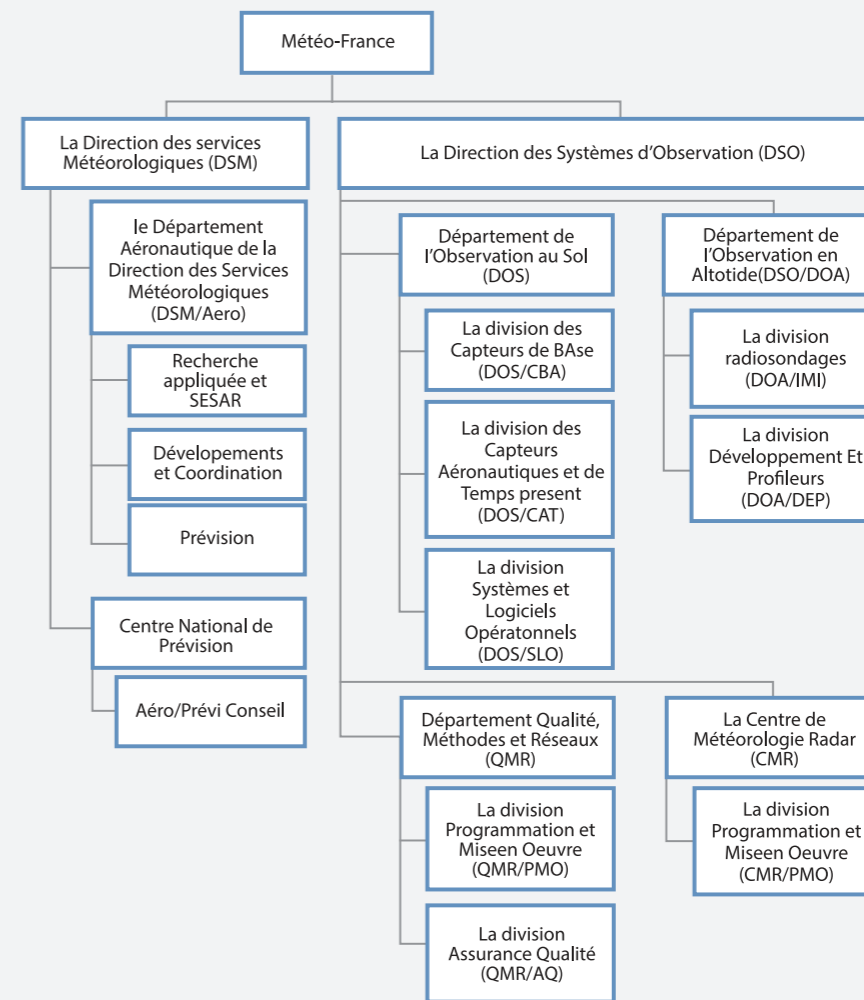 Météo-France
La Direction des services
Météorologiques (DSM)
La Direction des Systèmes d'Observation (DSO)
le Département
Aéronautique de la
Direction des Services
Météorologiques
(DSM/Aero)
Recherche
appliquée et
SESAR
Dévelopements
et Coordination
Prévision
Centre National de
Prévision
Aéro/Prévi Conseil
Département de
l'Observation au Sol
(DOS)
La division des
Capteurs de BAse
(DOS/CBA)
La division des
Capteurs
Aéronautiques et de
Temps present
(DOS/CAT)
La division
Systèmes et
Logiciels
Opératonnels
(DOS/SLO)
Département de
l'Observation en
Altotide(DSO/DOA)
La division
radiosondages
(DOA/IMI)
La division
Développement Et
Profileurs
(DOA/DEP)
Département Qualité,
Méthodes et Réseaux
(QMR)
La division
Programmation et
Miseen Oeuvre
(QMR/PMO)
La division
Assurance Qualité
(QMR/AQ)
La Centre de
Météorologie Radar
(CMR)
La division
Programmation et
Miseen Oeuvre
(CMR/PMO)